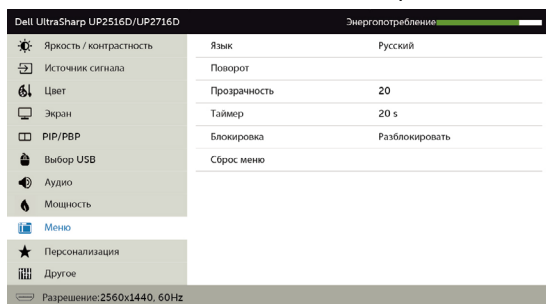 Dell UltraSharp UP2516D/UP2716D Энергопотребление
Яркость / контрастность Язык Русский
Источник сигнала Поворот
Цвет Прозрачность 20
Экран Таймер 20 s
PIP/PBP Блокировка Разблокировать
Выбор USB Сброс меню
Аудио
Мощность
Меню
Персонализация
Другое
Разрешение:2560x1440, 60Hz